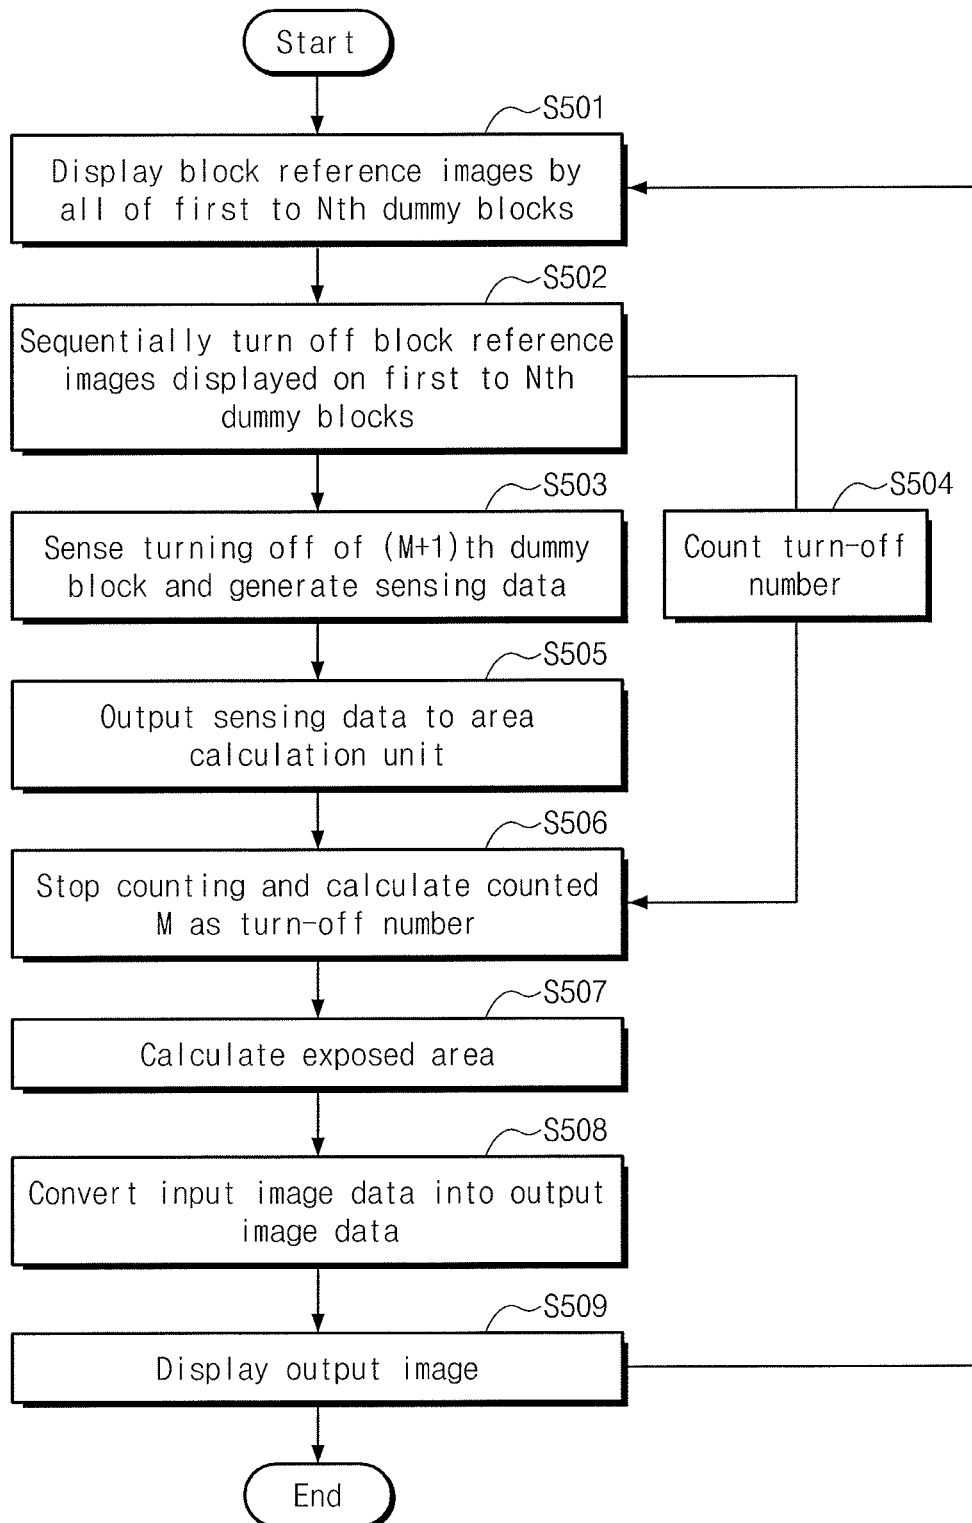 Start
S501
Display block reference images by
all of first to Nth dummy blocks
S502
Sequentially turn off block reference
images displayed on first to Nth
dummy blocks
S503
Sense turning off of (M+1)th dummy
block and generate sensing data
S504
Count turn-off
number
S505
Output sensing data to area
calculation unit
S506
Stop counting and calculate counted
M as turn-off number
S507
Calculate exposed area
S508
Convert input image data into output
image data
S509
Display output image
End